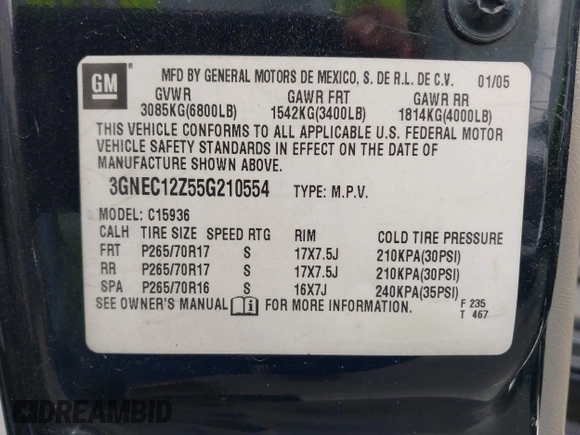 GM ®
MFD BY GENERAL MOTORS DE MEXICO, S. DE R.L. DE C.V. 01/05
GVWR GAWR FRT GAWR RR
3085KG(6800LB) 1542KG(3400LB) 1814KG(4000LB)
THIS VEHICLE CONFORMS TO ALL APPLICABLE U.S. FEDERAL MOTOR
VEHICLE SAFETY STANDARDS IN EFFECT ON THE DATE OF
MANUFACTURE SHOWN ABOVE.
3GNEC12Z55G210554 TYPE: M.P.V.
MODEL: C15936
CALH TIRE SIZE SPEED RTG RIM COLD TIRE PRESSURE
FRT P265/70R17 S 17X7.5J 210KPA(30PSI)
RR P265/70R17 S 17X7.5J 210KPA(30PSI)
SPA P265/70R16 S 16X7J 240KPA(35PSI)
SEE OWNER'S MANUAL i FOR MORE INFORMATION.
F 235
T 467
DREAMBID